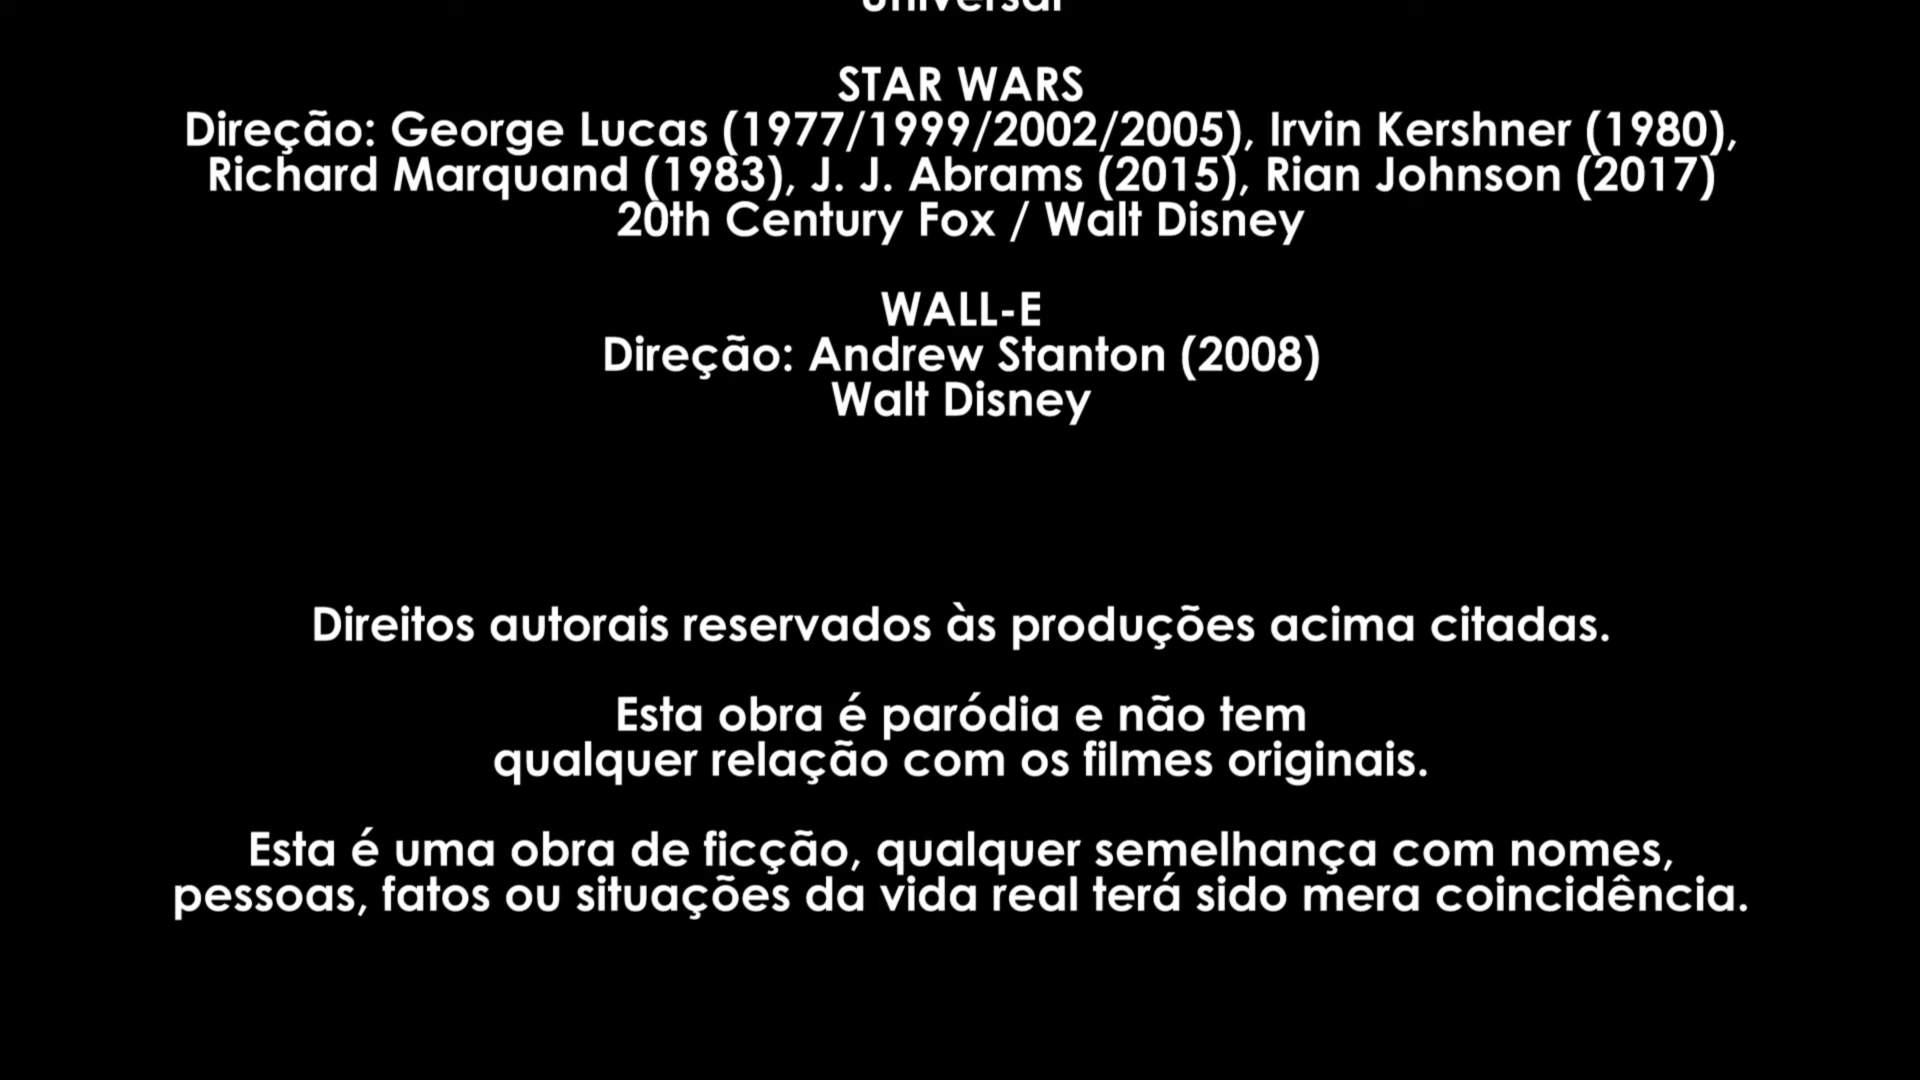 Universal
STAR WARS
Direção: George Lucas (1977/1999/2002/2005), Irvin Kershner (1980),
Richard Marquand (1983), J. J. Abrams (2015), Rian Johnson (2017)
20th Century Fox / Walt Disney
WALL-E
Direção: Andrew Stanton (2008)
Walt Disney
Direitos autorais reservados às produções acima citadas.
Esta obra é paródia e não tem
qualquer relação com os filmes originais.
Esta é uma obra de ficção, qualquer semelhança com nomes,
pessoas, fatos ou situações da vida real terá sido mera coincidência.